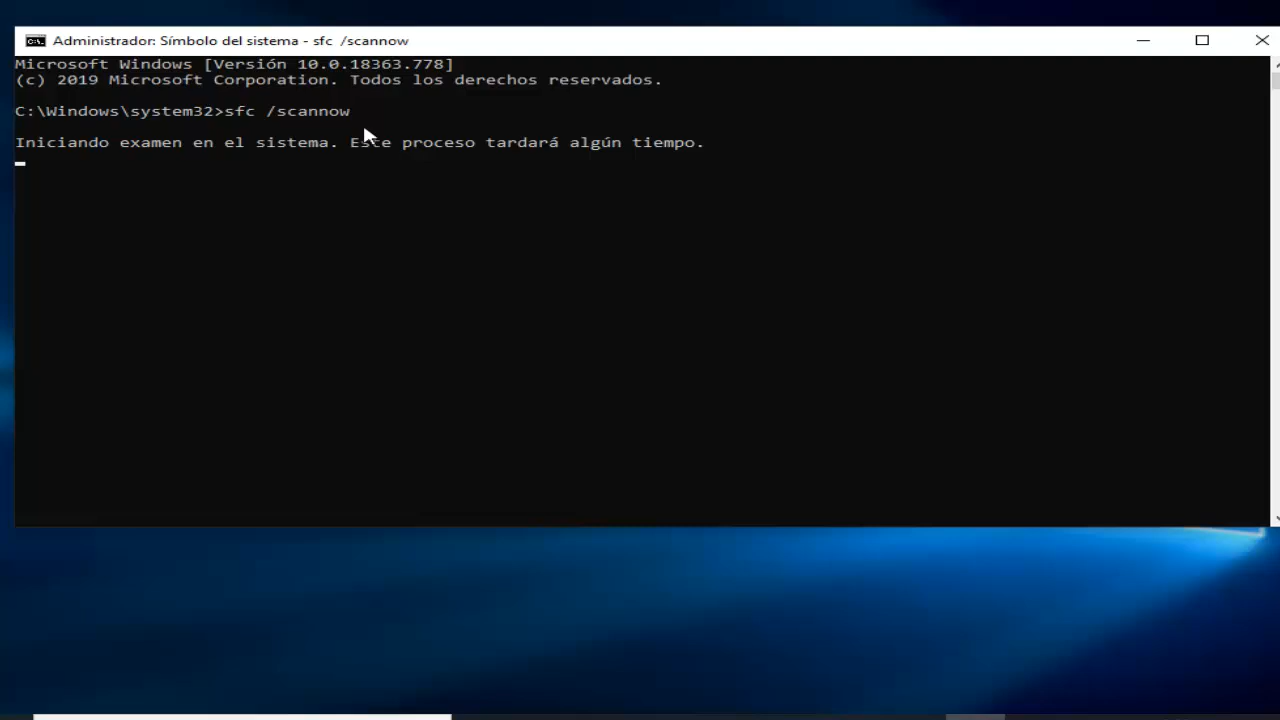 Administrador: Símbolo del sistema - sfc /scannow
Microsoft Windows [Versión 10.0.18363.778]
(c) 2019 Microsoft Corporation. Todos los derechos reservados.
C:\Windows\system32>sfc /scannow
Iniciando examen en el sistema. Este proceso tardará algún tiempo.